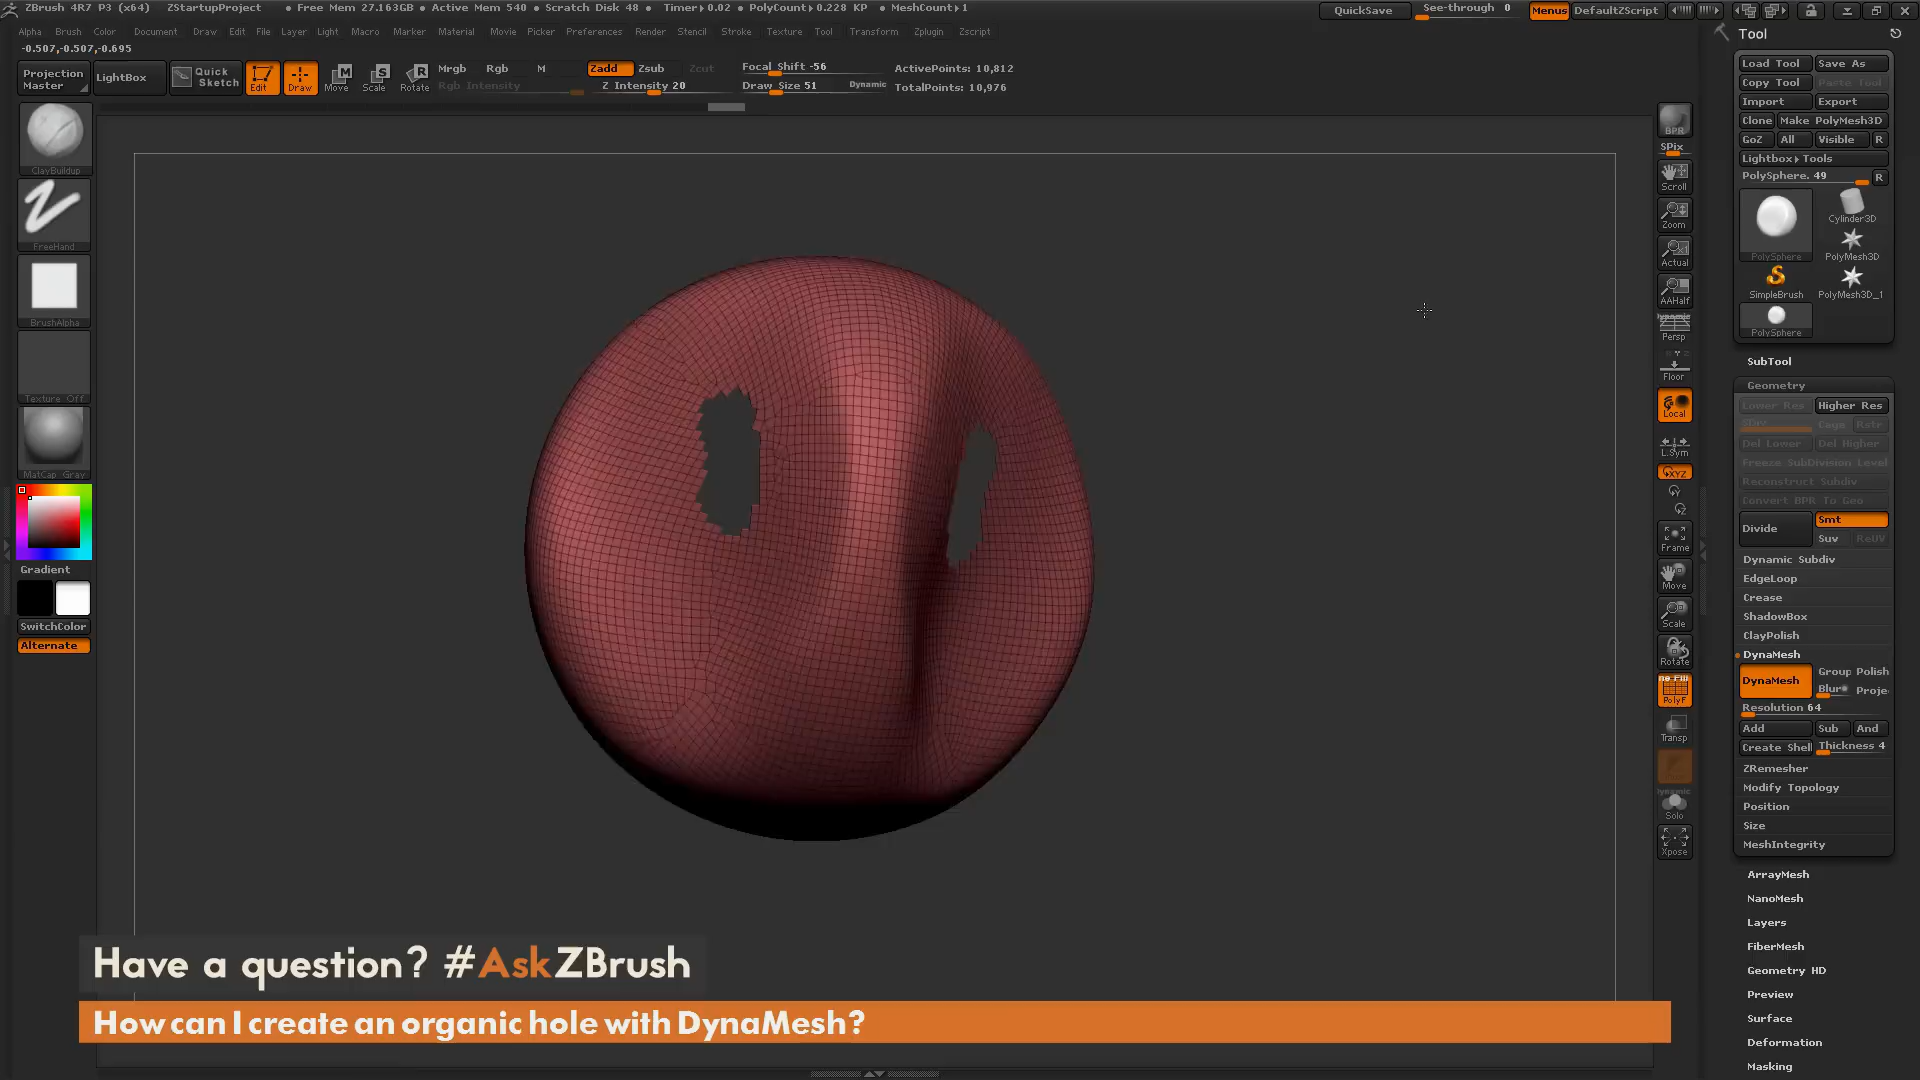 ZBrush 4R7 P3 (x64) ZStartupProject • Free Mem 27.163GB • Active Mem 540 • Scratch Disk 48 • Timer▸0.02 • PolyCount▸0.228 KP • MeshCount▸1
QuickSave See-through 0 Menus DefaultZScript
Alpha Brush Color Document Draw Edit File Layer Light Macro Marker Material Movie Picker Preferences Render Stencil Stroke Texture Tool Transform Zplugin Zscript
-0.507,-0.507,-0.695
Projection Master
LightBox
Quick Sketch
Edit
Draw
Move
Scale
Rotate
Mrgb Rgb M
Rgb Intensity
Zadd Zsub Zcut
Z Intensity 20
Focal Shift -56
Draw Size 51 Dynamic
ActivePoints: 10,812
TotalPoints: 10,976
ClayBuildup
FreeHand
BrushAlpha
Texture Off
MatCap Gray
Gradient
SwitchColor
Alternate
BPR
SPix
Scroll
Zoom
Actual
AAHalf
Dynamic
Persp
Floor
Local
L.Sym
XYZ
Frame
Move
Scale
Rotate
PolyF
Transp
Dynamic
Solo
Xpose
Tool
Load Tool Save As
Copy Tool Paste Tool
Import Export
Clone Make PolyMesh3D
GoZ All Visible R
Lightbox▸Tools
PolySphere. 49 R
PolySphere
Cylinder3D
PolyMesh3D
SimpleBrush
PolyMesh3D_1
PolySphere
SubTool
Geometry
Lower Res Higher Res
SDiv Cage Rstr
Del Lower Del Higher
Freeze SubDivision Level
Reconstruct Subdiv
Convert BPR To Geo
Divide Smt
Suv ReUV
Dynamic Subdiv
EdgeLoop
Crease
ShadowBox
ClayPolish
DynaMesh
DynaMesh Group Polish
Blur Proje
Resolution 64
Add Sub And
Create Shell Thickness 4
ZRemesher
Modify Topology
Position
Size
MeshIntegrity
ArrayMesh
NanoMesh
Layers
FiberMesh
Geometry HD
Preview
Surface
Deformation
Masking
Have a question? #AskZBrush
How can I create an organic hole with DynaMesh?